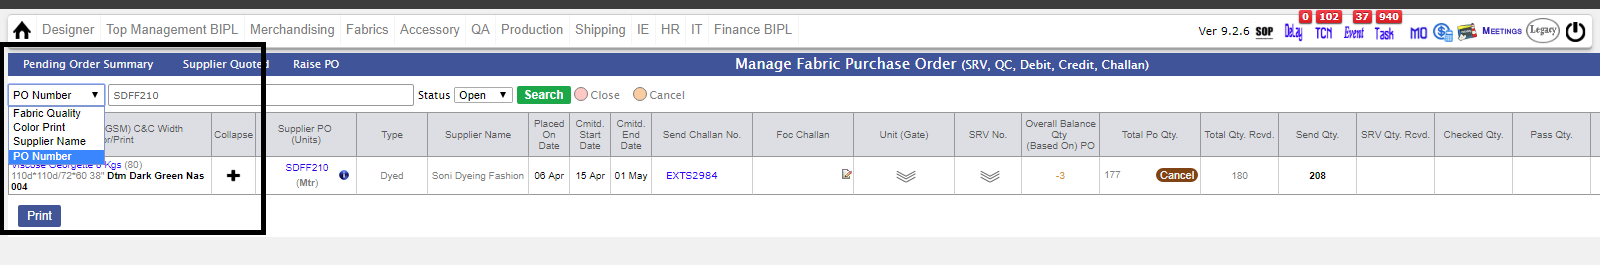 Designer Top Management BIPL Merchandising Fabrics Accessory QA Production Shipping IE HR IT Finance BIPL
Ver 9.2.6 SOP 0 Delay 102 TCN 37 Event 940 Task MO MEETINGS Legacy
Pending Order Summary Supplier Quoted Raise PO Manage Fabric Purchase Order (SRV, QC, Debit, Credit, Challan)
PO Number SDFF210 Status Open Search Close Cancel
Fabric Quality
Color Print
Supplier Name
PO Number
GSM) C&C Width
or/Print
Collapse
Supplier PO
(Units)
Type
Supplier Name
Placed
On
Date
Cmitd.
Start
Date
Cmitd.
End
Date
Send Challan No.
Foc Challan
Unit (Gate)
SRV No.
Overall Balance
Qty
(Based On) PO
Total Po Qty.
Total Qty. Rcvd.
Send Qty.
SRV Qty. Rcvd.
Checked Qty.
Pass Qty.
Viscose Georgette 8 Kgs (80)
110d*110d/72*60 38" Dtm Dark Green Nas
004
SDFF210
(Mtr)
Dyed
Soni Dyeing Fashion
06 Apr
15 Apr
01 May
EXTS2984
-3
177 Cancel
180
208
Print